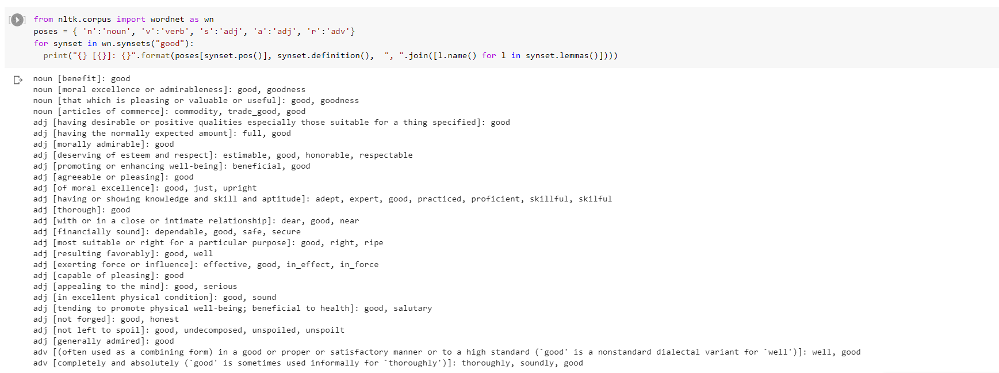 from nltk.corpus import wordnet as wn
poses = { 'n':'noun', 'v':'verb', 's':'adj', 'a':'adj', 'r':'adv'}
for synset in wn.synsets("good"):
  print("{} [{}]: {}".format(poses[synset.pos()], synset.definition(),  ", ".join([l.name() for l in synset.lemmas()])))
noun [benefit]: good
noun [moral excellence or admirableness]: good, goodness
noun [that which is pleasing or valuable or useful]: good, goodness
noun [articles of commerce]: commodity, trade_good, good
adj [having desirable or positive qualities especially those suitable for a thing specified]: good
adj [having the normally expected amount]: full, good
adj [morally admirable]: good
adj [deserving of esteem and respect]: estimable, good, honorable, respectable
adj [promoting or enhancing well-being]: beneficial, good
adj [agreeable or pleasing]: good
adj [of moral excellence]: good, just, upright
adj [having or showing knowledge and skill and aptitude]: adept, expert, good, practiced, proficient, skillful, skilful
adj [thorough]: good
adj [with or in a close or intimate relationship]: dear, good, near
adj [financially sound]: dependable, good, safe, secure
adj [most suitable or right for a particular purpose]: good, right, ripe
adj [resulting favorably]: good, well
adj [exerting force or influence]: effective, good, in_effect, in_force
adj [capable of pleasing]: good
adj [appealing to the mind]: good, serious
adj [in excellent physical condition]: good, sound
adj [tending to promote physical well-being; beneficial to health]: good, salutary
adj [not forged]: good, honest
adj [not left to spoil]: good, undecomposed, unspoiled, unspoilt
adj [generally admired]: good
adv [(often used as a combining form) in a good or proper or satisfactory manner or to a high standard (`good' is a nonstandard dialectal variant for `well')]: well, good
adv [completely and absolutely (`good' is sometimes used informally for `thoroughly')]: thoroughly, soundly, good